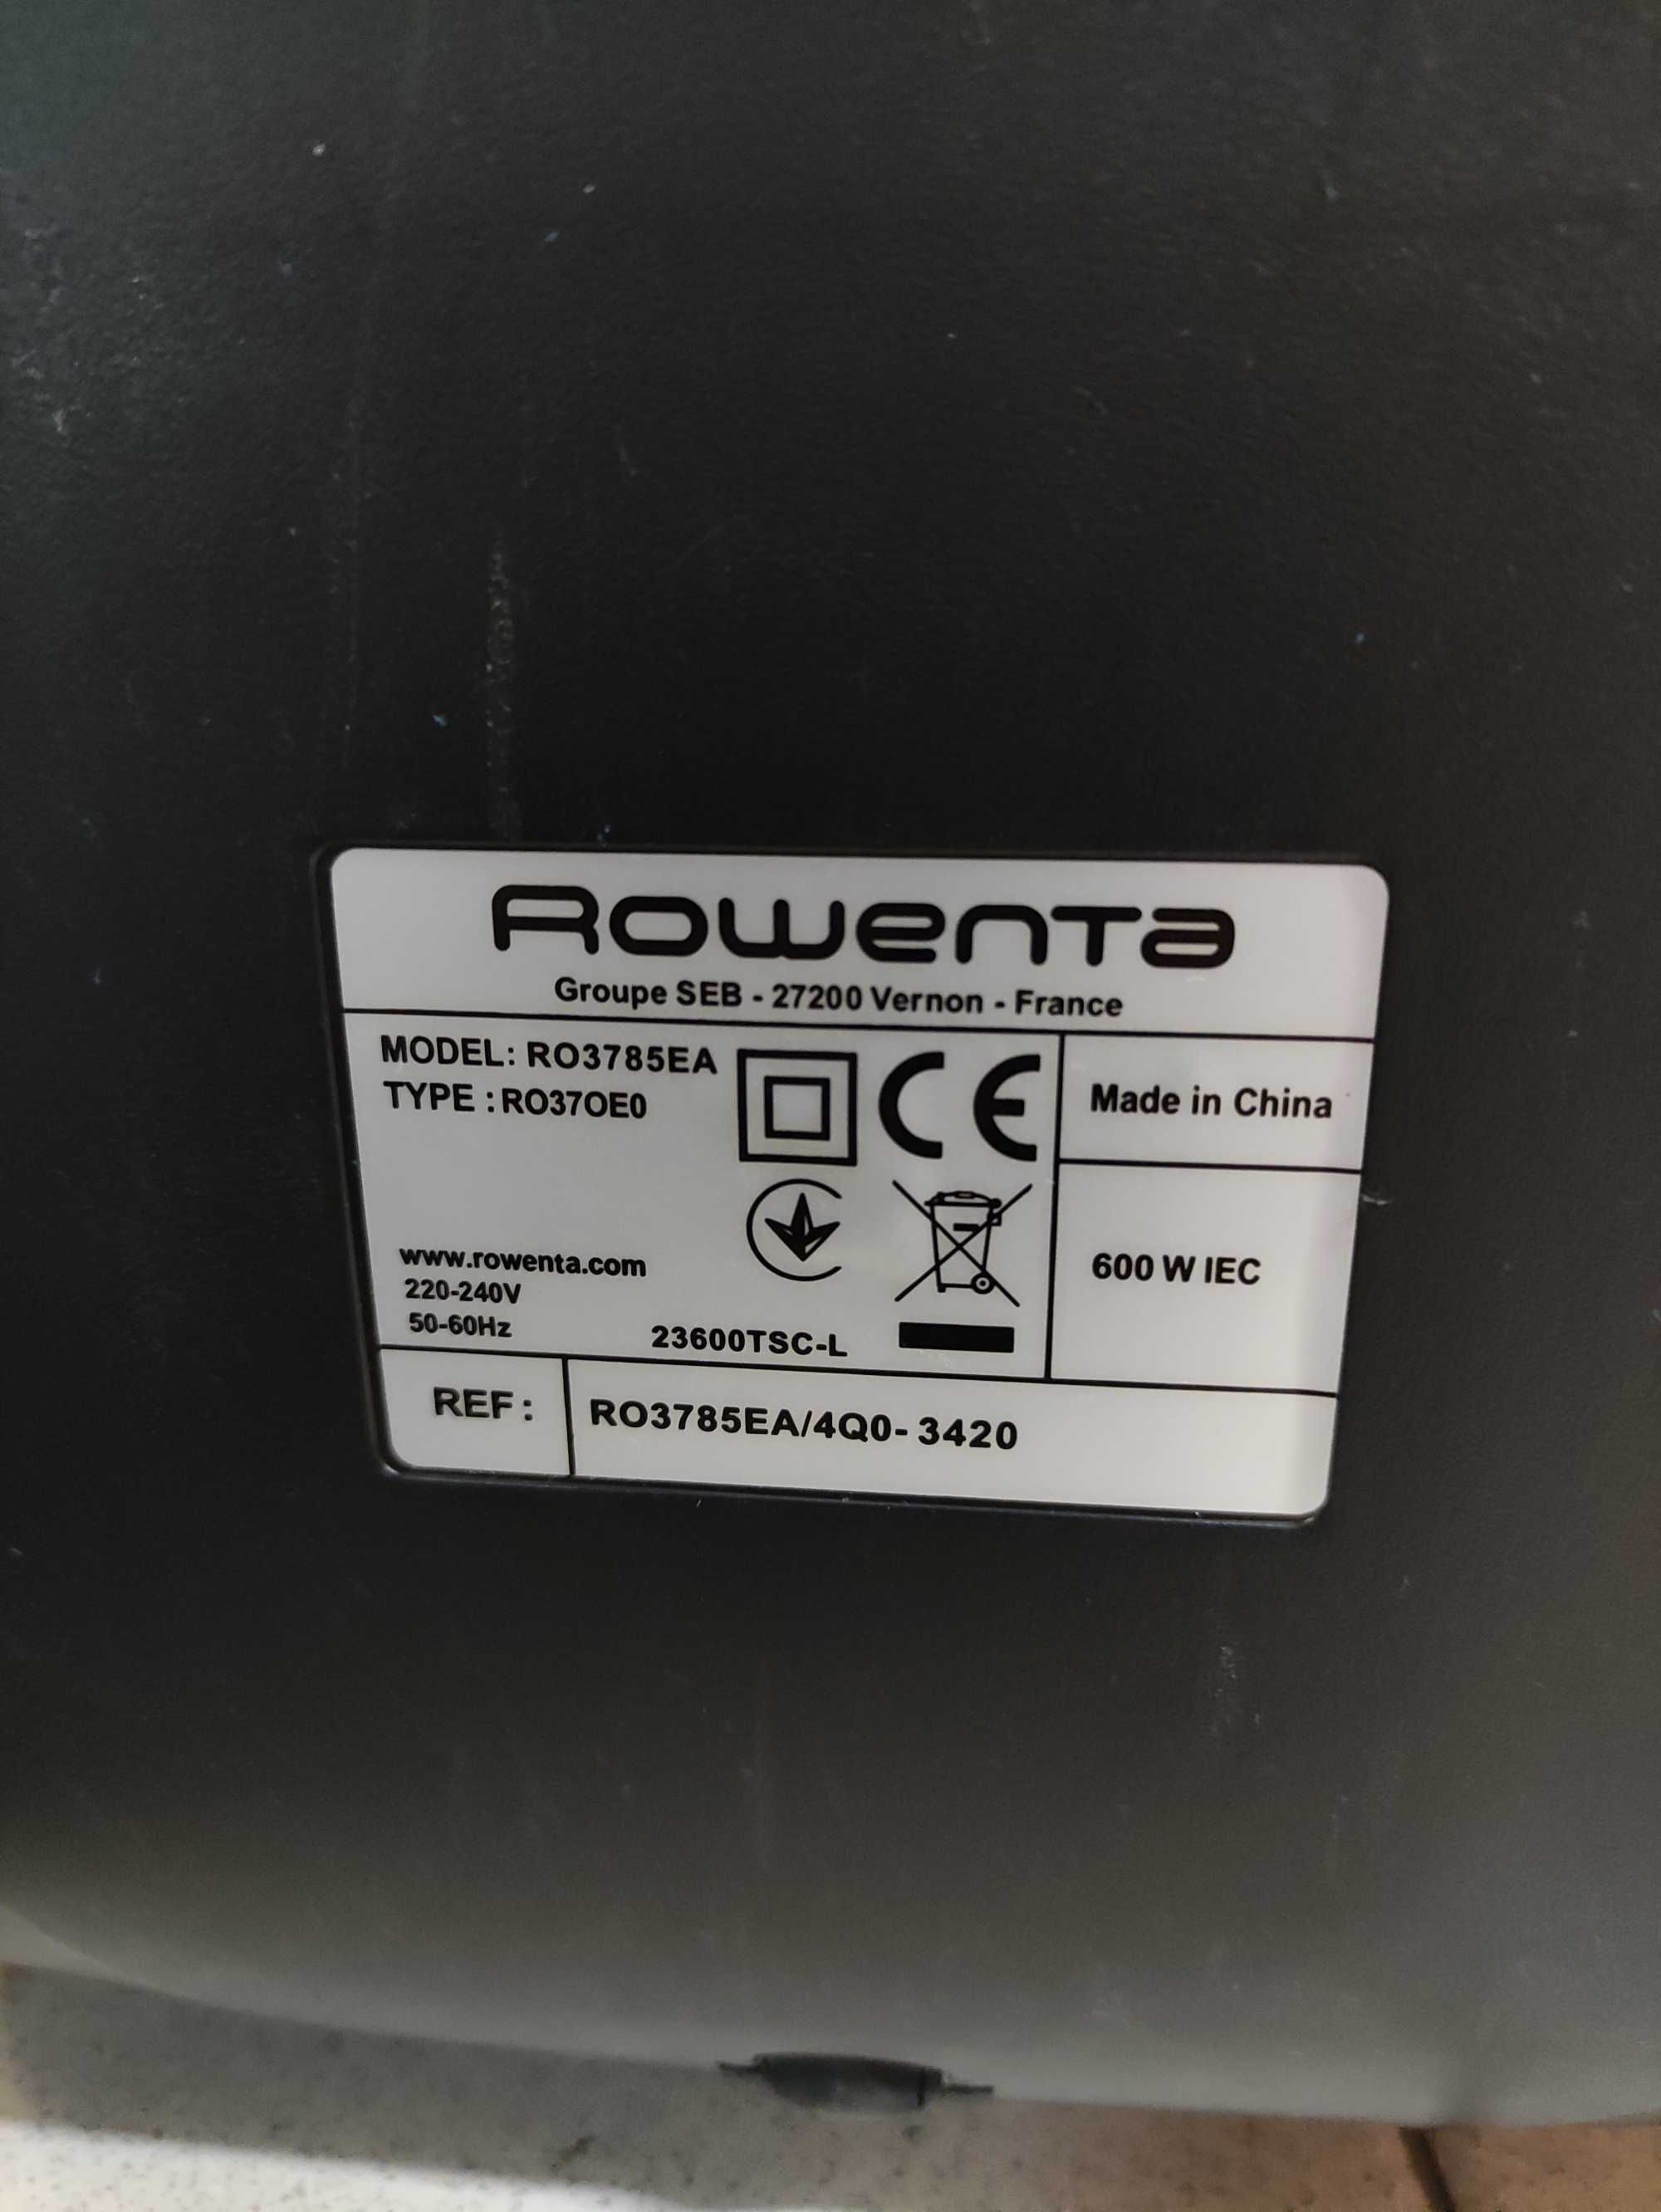 Rowenta
Groupe SEB - 27200 Vernon - France
MODEL: RO3785EA
TYPE : RO37OE0
CE
Made in China
www.rowenta.com
220-240V
50-60Hz
23600TSC-L
600 W IEC
REF :
RO3785EA/4Q0- 3420